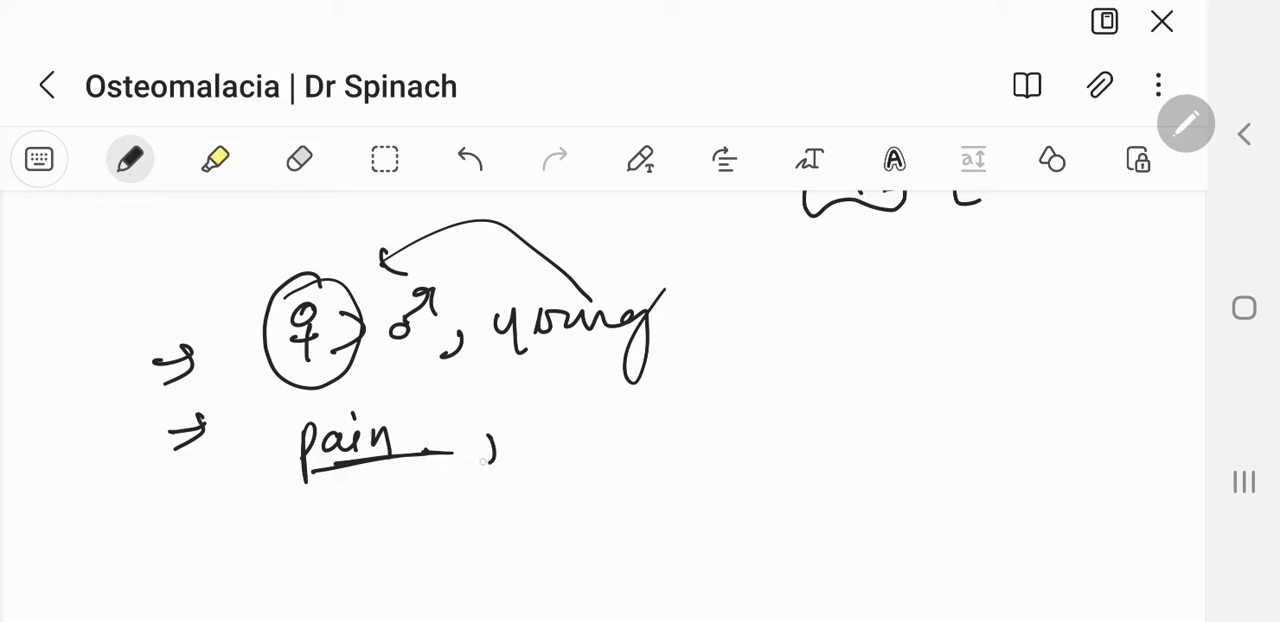 Osteomalacia | Dr Spinach
⇒ ♀ > ♂, young
⇒ pain,